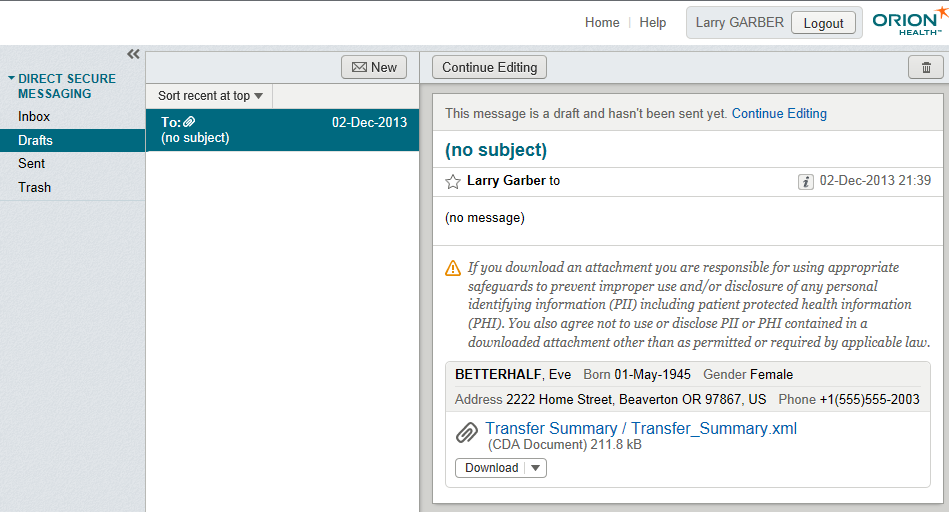 Home | Help
Larry GARBER
Logout
ORION
HEALTH™
DIRECT SECURE
MESSAGING
Inbox
Drafts
Sent
Trash
New
Sort recent at top
To:
02-Dec-2013
(no subject)
Continue Editing
This message is a draft and hasn't been sent yet. Continue Editing
(no subject)
Larry Garber to
i 02-Dec-2013 21:39
(no message)
If you download an attachment you are responsible for using appropriate
safeguards to prevent improper use and/or disclosure of any personal
identifying information (PII) including patient protected health information
(PHI). You also agree not to use or disclose PII or PHI contained in a
downloaded attachment other than as permitted or required by applicable law.
BETTERHALF, Eve Born 01-May-1945 Gender Female
Address 2222 Home Street, Beaverton OR 97867, US Phone +1(555)555-2003
Transfer Summary / Transfer_Summary.xml
(CDA Document) 211.8 kB
Download